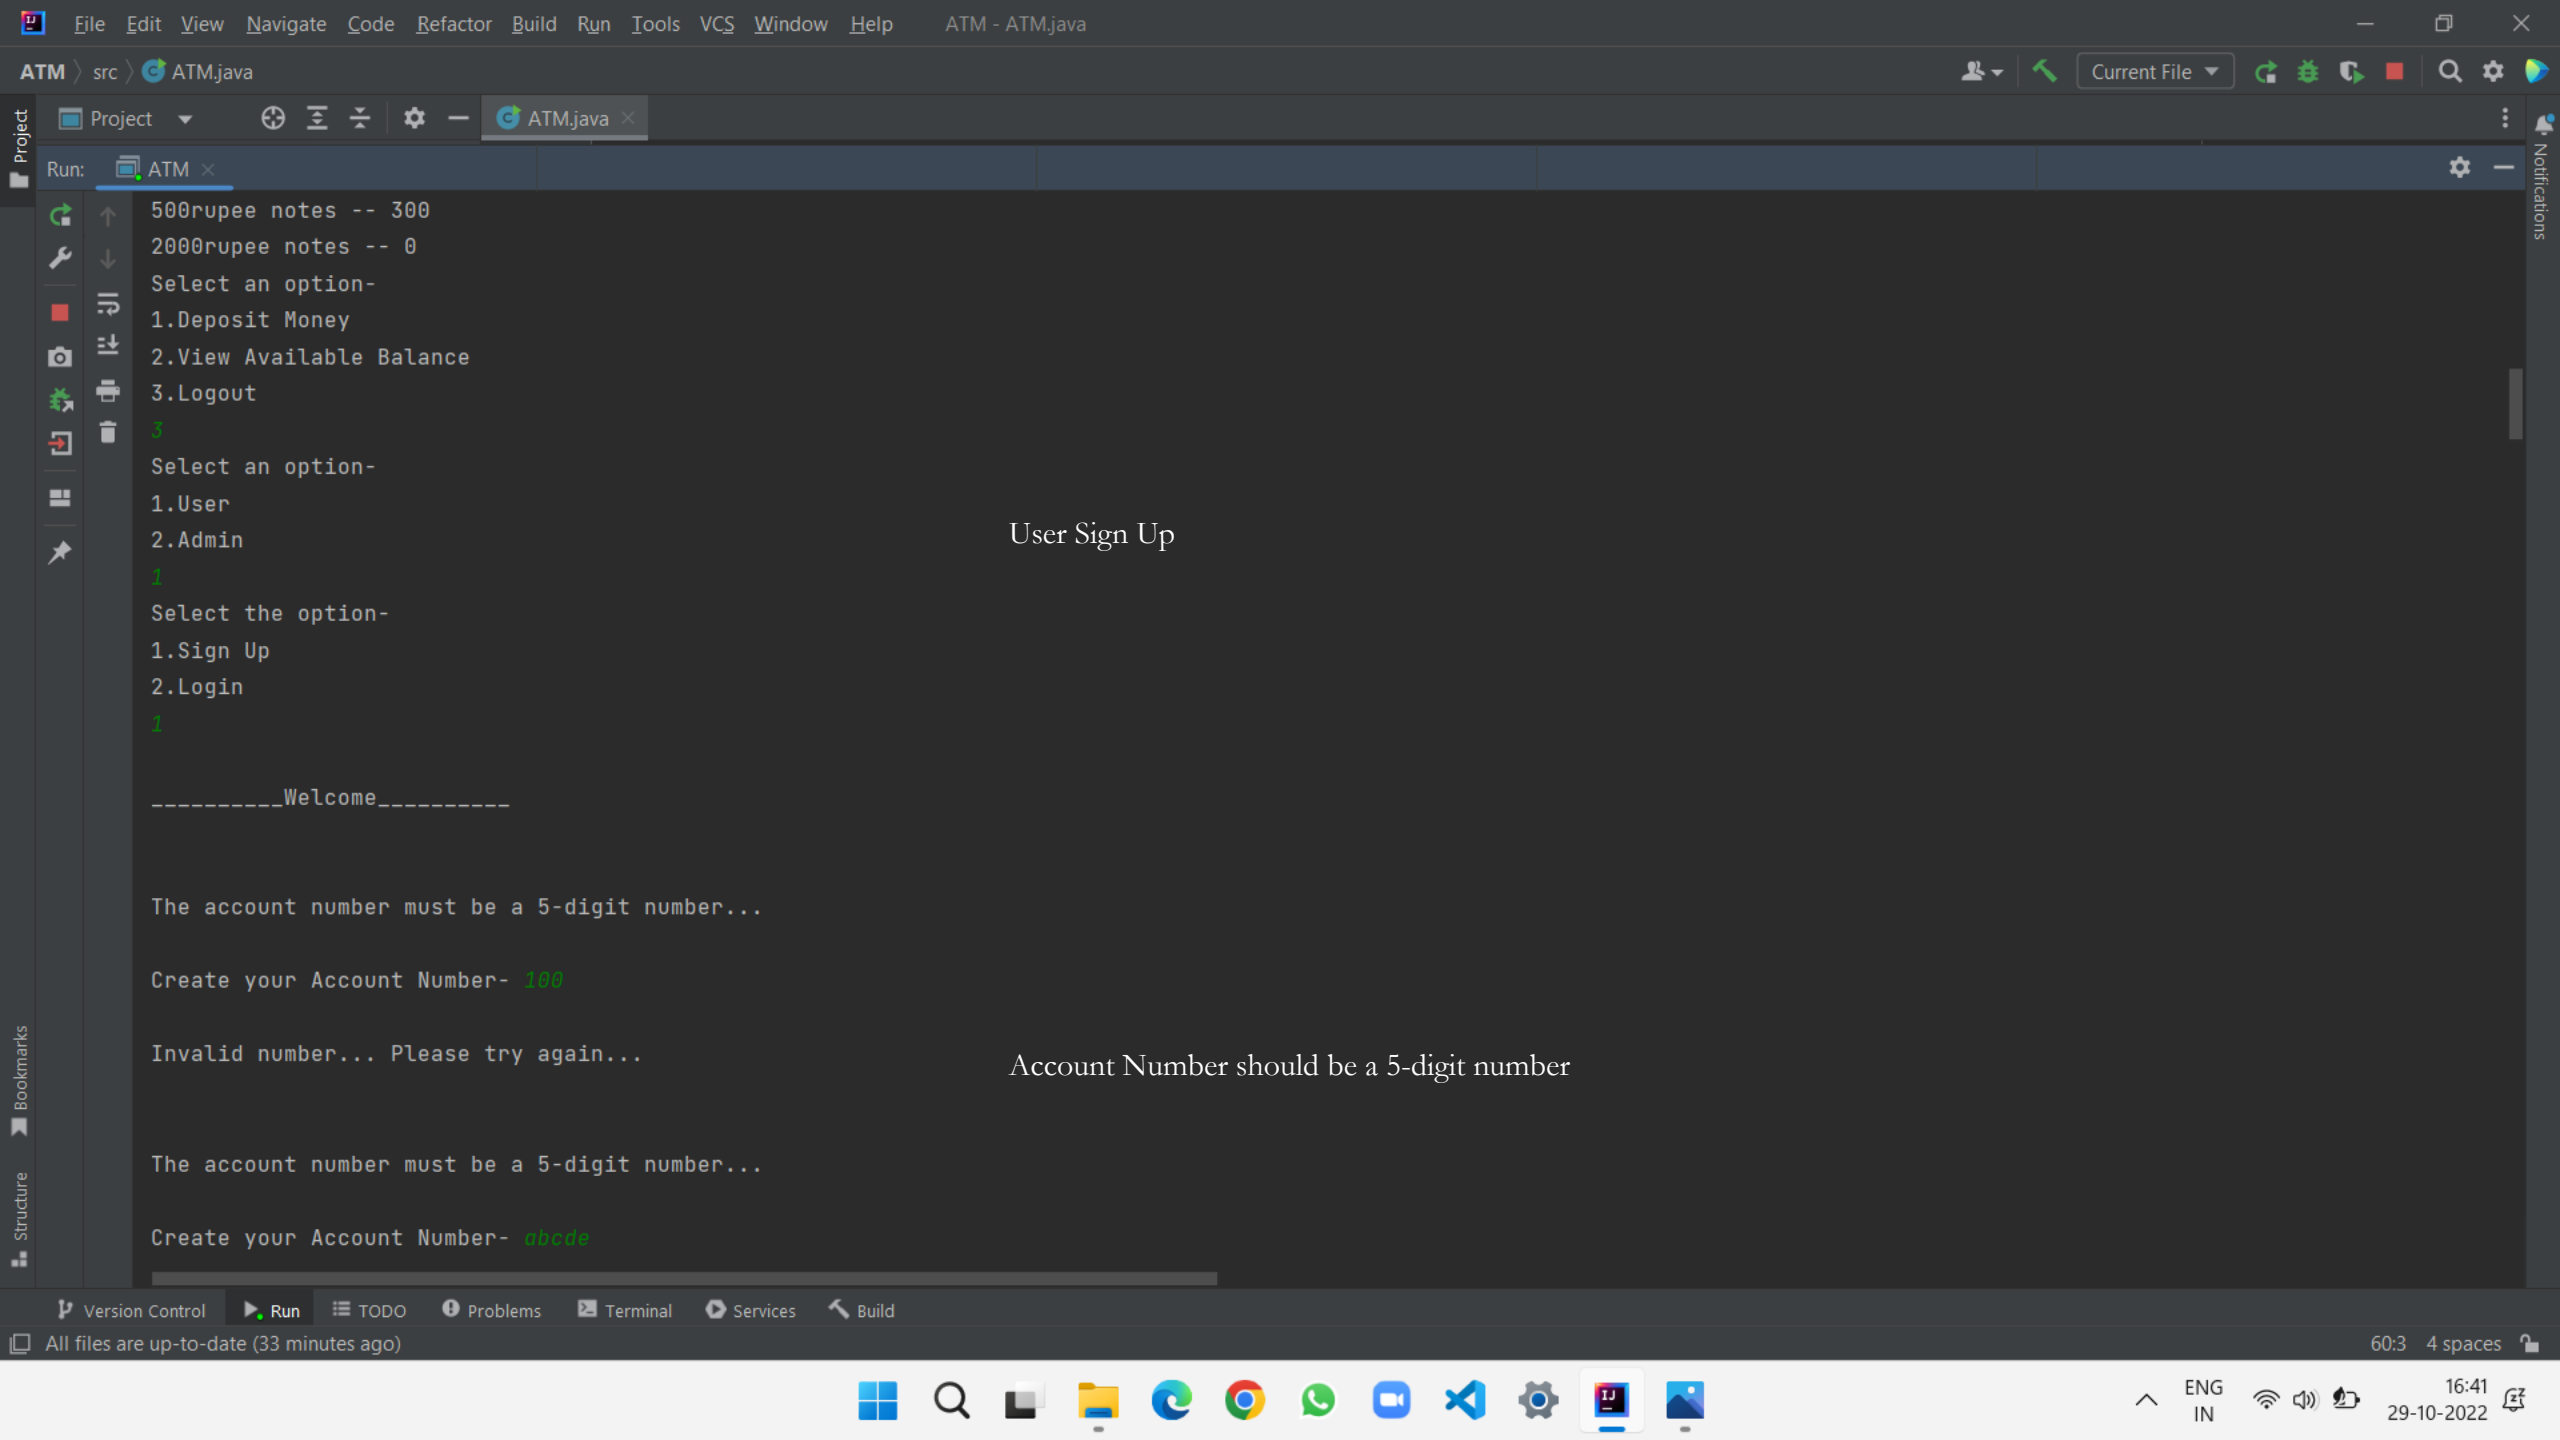 File Edit View Navigate Code Refactor Build Run Tools VCS Window Help ATM - ATM.java
ATM src ATM.java Current File
Project ATM.java
Project
Run: ATM
Notifications
500rupee notes -- 300
2000rupee notes -- 0
Select an option-
1.Deposit Money
2.View Available Balance
3.Logout
3
Select an option-
1.User
2.Admin
User Sign Up
1
Select the option-
1.Sign Up
2.Login
1
__________Welcome__________
The account number must be a 5-digit number...
Create your Account Number- 100
Invalid number... Please try again...
Account Number should be a 5-digit number
The account number must be a 5-digit number...
Create your Account Number- abcde
Bookmarks
Structure
Version Control Run TODO Problems Terminal Services Build
All files are up-to-date (33 minutes ago) 60:3 4 spaces
ENG
IN
16:41
29-10-2022